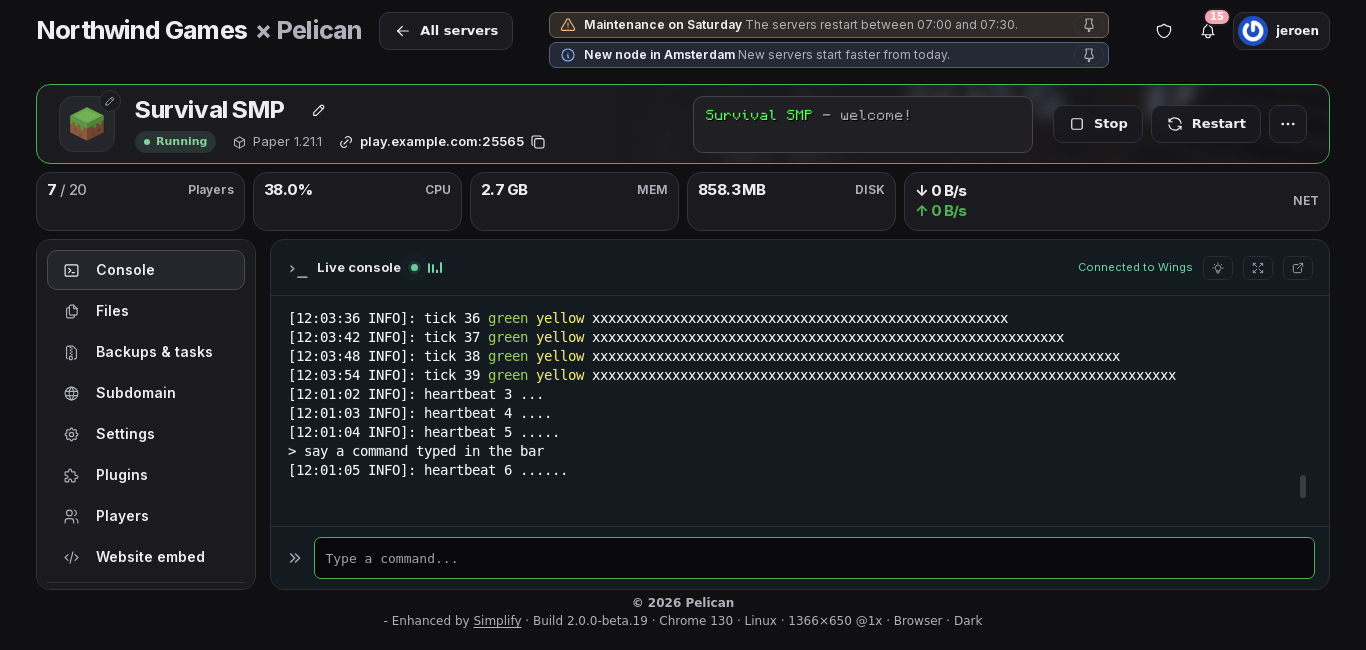 Northwind Games × Pelican
All servers
Maintenance on Saturday The servers restart between 07:00 and 07:30.
New node in Amsterdam New servers start faster from today.
15
jeroen
Survival SMP
Running
Paper 1.21.1
play.example.com:25565
Survival SMP - welcome!
Stop
Restart
7 / 20 Players
38.0% CPU
2.7 GB MEM
858.3 MB DISK
↓ 0 B/s
↑ 0 B/s
NET
Console
Files
Backups & tasks
Subdomain
Settings
Plugins
Players
Website embed
Live console
Connected to Wings
[12:03:36 INFO]: tick 36 green yellow xxxxxxxxxxxxxxxxxxxxxxxxxxxxxxxxxxxxxxxxxxxxxxxxxxxx
[12:03:42 INFO]: tick 37 green yellow xxxxxxxxxxxxxxxxxxxxxxxxxxxxxxxxxxxxxxxxxxxxxxxxxxxxxxxxxxx
[12:03:48 INFO]: tick 38 green yellow xxxxxxxxxxxxxxxxxxxxxxxxxxxxxxxxxxxxxxxxxxxxxxxxxxxxxxxxxxxxxxxxxx
[12:03:54 INFO]: tick 39 green yellow xxxxxxxxxxxxxxxxxxxxxxxxxxxxxxxxxxxxxxxxxxxxxxxxxxxxxxxxxxxxxxxxxxxxxxxxx
[12:01:02 INFO]: heartbeat 3 ...
[12:01:03 INFO]: heartbeat 4 ....
[12:01:04 INFO]: heartbeat 5 .....
> say a command typed in the bar
[12:01:05 INFO]: heartbeat 6 ......
Type a command...
© 2026 Pelican
- Enhanced by Simplify · Build 2.0.0-beta.19 · Chrome 130 · Linux · 1366×650 @1x · Browser · Dark